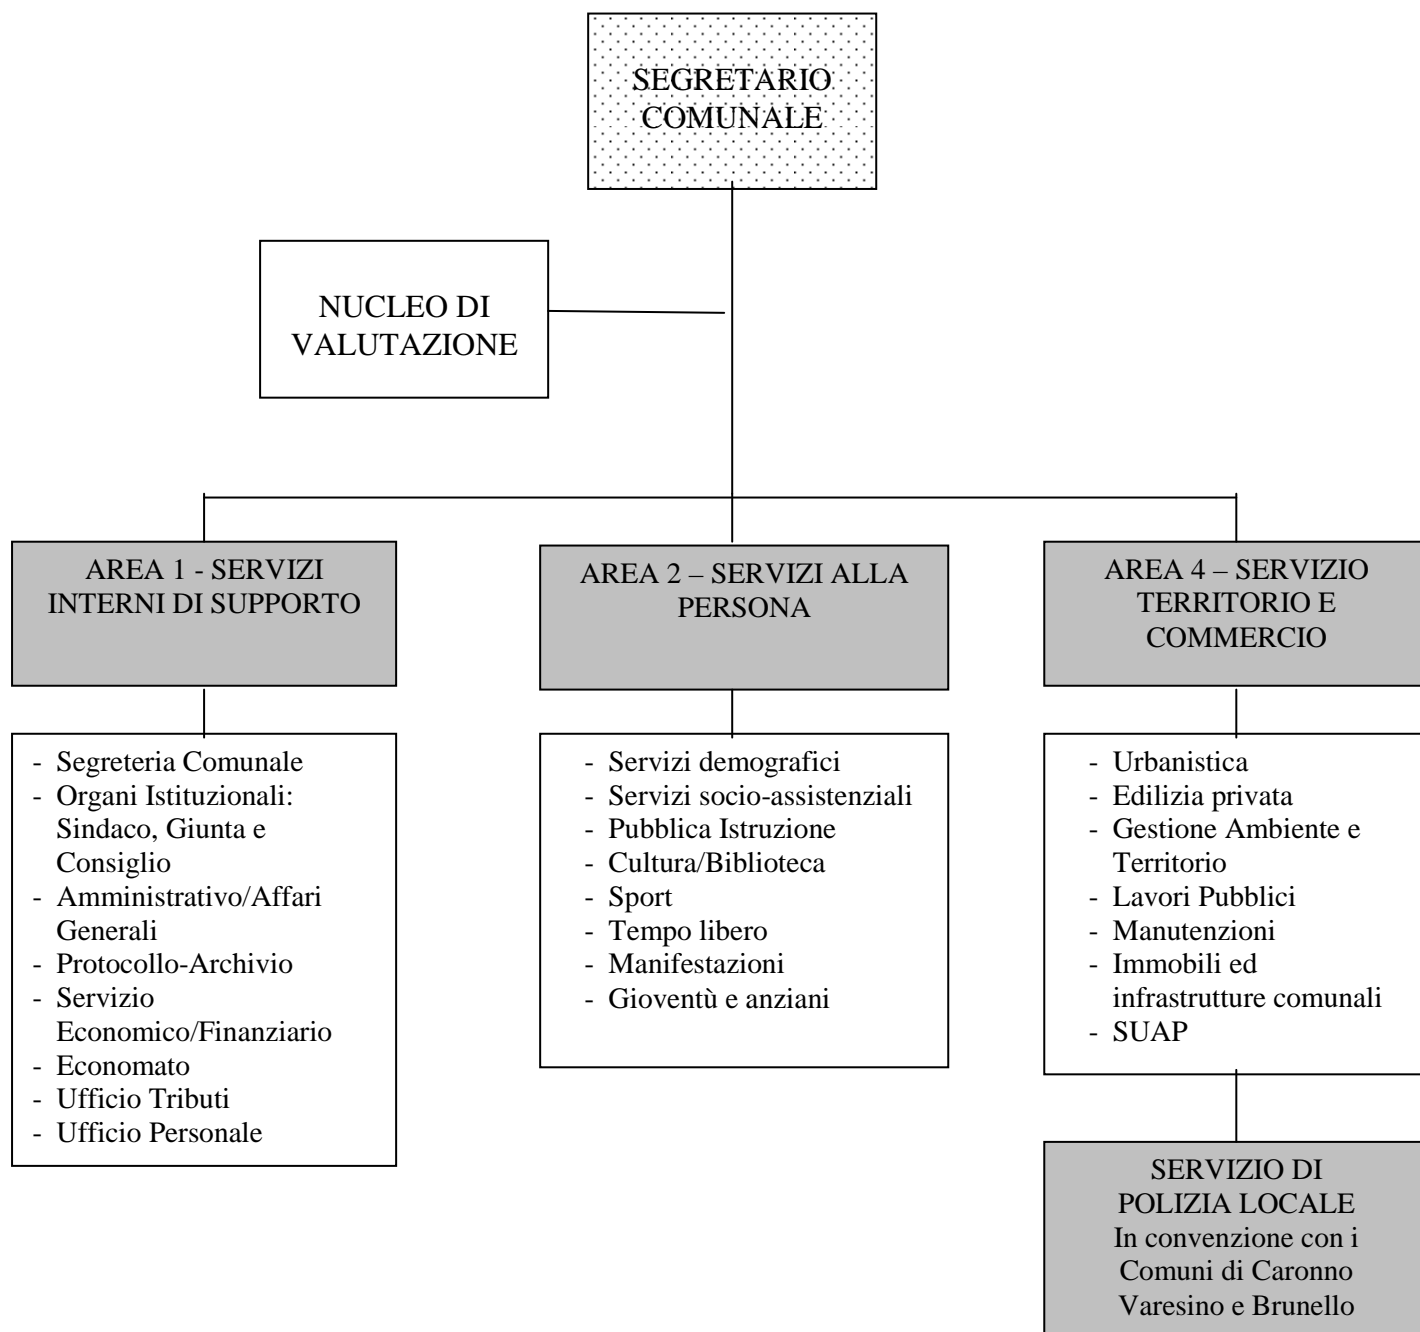 SEGRETARIO
COMUNALE
NUCLEO DI
VALUTAZIONE
AREA 1 - SERVIZI
INTERNI DI SUPPORTO
AREA 2 – SERVIZI ALLA
PERSONA
AREA 4 – SERVIZIO
TERRITORIO E
COMMERCIO
- Segreteria Comunale
- Organi Istituzionali:
Sindaco, Giunta e
Consiglio
- Amministrativo/Affari
Generali
- Protocollo-Archivio
- Servizio
Economico/Finanziario
- Economato
- Ufficio Tributi
- Ufficio Personale
- Servizi demografici
- Servizi socio-assistenziali
- Pubblica Istruzione
- Cultura/Biblioteca
- Sport
- Tempo libero
- Manifestazioni
- Gioventù e anziani
- Urbanistica
- Edilizia privata
- Gestione Ambiente e
Territorio
- Lavori Pubblici
- Manutenzioni
- Immobili ed
infrastrutture comunali
- SUAP
SERVIZIO DI
POLIZIA LOCALE
In convenzione con i
Comuni di Caronno
Varesino e Brunello